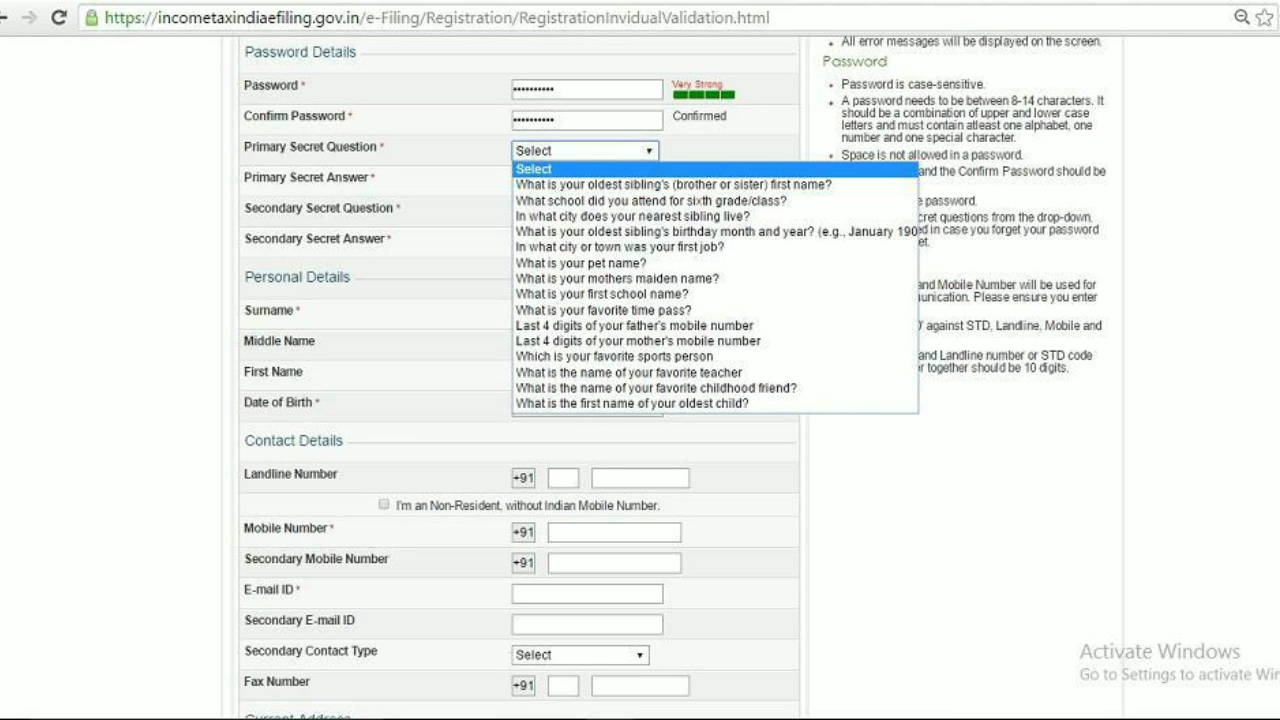 https://incometaxindiaefiling.gov.in/e-Filing/Registration/RegistrationInvidualValidation.html
Password Details
Password *
••••••••••
Very Strong
Confirm Password *
••••••••••
Confirmed
Primary Secret Question *
Select
Primary Secret Answer *
Secondary Secret Question *
Secondary Secret Answer *
Select
What is your oldest sibling's (brother or sister) first name?
What school did you attend for sixth grade/class?
In what city does your nearest sibling live?
What is your oldest sibling's birthday month and year? (e.g., January 190
In what city or town was your first job?
What is your pet name?
What is your mothers maiden name?
What is your first school name?
What is your favorite time pass?
Last 4 digits of your father's mobile number
Last 4 digits of your mother's mobile number
Which is your favorite sports person
What is the name of your favorite teacher
What is the name of your favorite childhood friend?
What is the first name of your oldest child?
Personal Details
Surname *
Middle Name
First Name
Date of Birth *
Contact Details
Landline Number
+91
I'm an Non-Resident, without Indian Mobile Number.
Mobile Number *
+91
Secondary Mobile Number
+91
E-mail ID *
Secondary E-mail ID
Secondary Contact Type
Select
Fax Number
+91
Current Address
All error messages will be displayed on the screen.
Password
Password is case-sensitive.
A password needs to be between 8-14 characters. It
should be a combination of upper and lower case
letters and must contain atleast one alphabet, one
number and one special character.
Space is not allowed in a password.
and the Confirm Password should be
password.
questions from the drop-down.
in case you forget your password
and Mobile Number will be used for
Please ensure you enter
against STD, Landline, Mobile and
and Landline number or STD code
together should be 10 digits.
Activate Windows
Go to Settings to activate